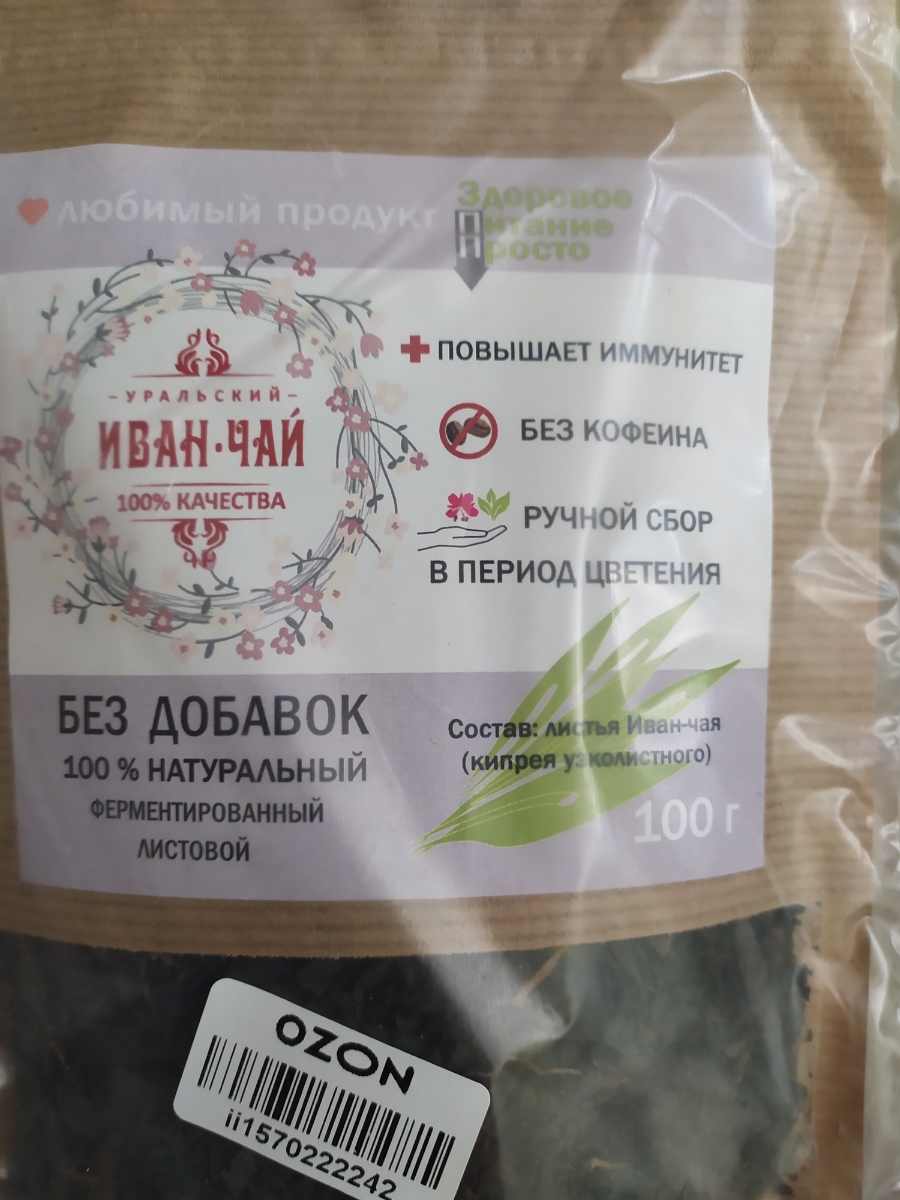 любимый продукт
Здоровое
Питание
Просто
УРАЛЬСКИЙ
ИВАН·ЧАЙ
100% КАЧЕСТВА
ПОВЫШАЕТ ИММУНИТЕТ
БЕЗ КОФЕИНА
РУЧНОЙ СБОР
В ПЕРИОД ЦВЕТЕНИЯ
БЕЗ ДОБАВОК
100 % НАТУРАЛЬНЫЙ
ФЕРМЕНТИРОВАННЫЙ
ЛИСТОВОЙ
Состав: листья Иван-чая
(кипрея узколистного)
100 г
OZON
ii1570222242